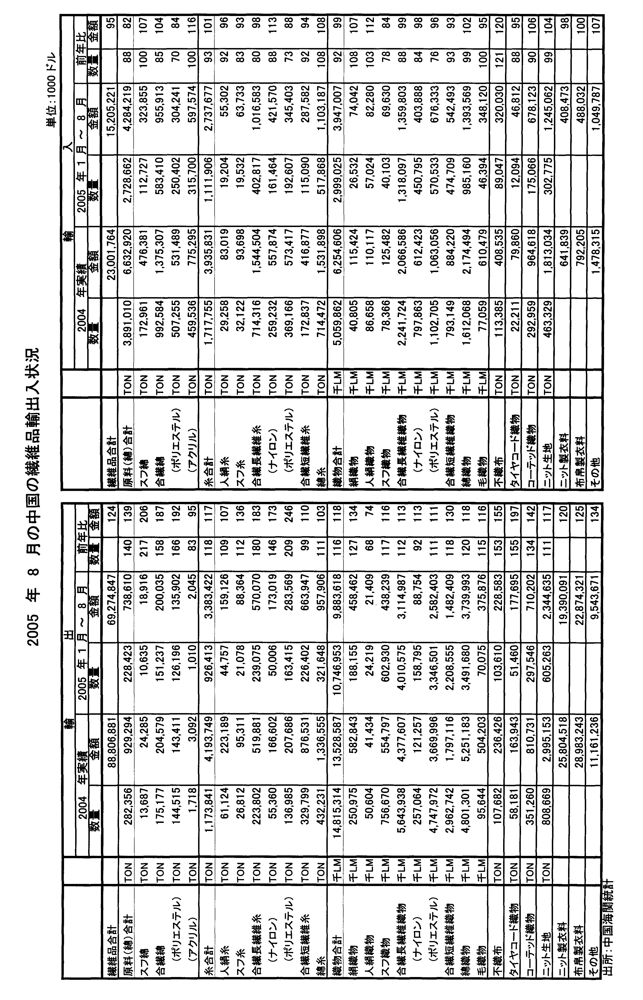 2005 年 8 月の中国の繊維品輸出入状況
単位:1000ドル
輸 出
2004 年実績 2005 年 1 月 ～ 8 月 前年比
数量 金額 数量 金額 数量 金額
繊維品合計 88,806,881 69,274,847 124
原料(綿)合計 TON 282,356 929,294 228,423 738,610 140 139
スフ綿 TON 13,687 24,285 10,635 18,916 217 206
合繊綿 TON 175,177 204,579 151,237 200,035 158 187
(ポリエステル) TON 144,515 143,411 126,196 135,902 166 192
(アクリル) TON 1,718 3,092 1,010 2,045 83 95
糸合計 TON 1,173,841 4,193,749 926,413 3,383,422 118 117
人絹糸 TON 61,124 223,189 44,757 159,126 109 107
スフ糸 TON 26,812 95,311 21,078 88,364 112 136
合繊長繊維糸 TON 223,802 519,881 239,075 570,070 180 183
(ナイロン) TON 55,360 166,602 50,006 173,019 146 173
(ポリエステル) TON 136,985 207,686 163,415 283,569 209 246
合繊短繊維糸 TON 329,799 876,531 226,402 663,947 99 110
綿糸 TON 432,231 1,336,555 321,648 957,906 111 103
織物合計 千LM 14,815,314 13,528,587 10,746,953 9,883,618 116 118
絹織物 千LM 250,975 582,843 188,155 458,462 127 134
人絹織物 千LM 50,604 41,434 24,219 21,409 68 74
スフ織物 千LM 756,670 554,797 602,930 438,239 117 116
合繊長繊維織物 千LM 5,643,938 4,377,607 4,010,575 3,114,987 112 113
(ナイロン) 千LM 257,064 121,257 158,795 88,754 92 113
(ポリエステル) 千LM 4,747,972 3,669,996 3,346,501 2,582,403 111 111
合繊短繊維織物 千LM 2,962,742 1,797,116 2,208,555 1,482,409 118 130
綿織物 千LM 4,801,301 5,251,183 3,491,680 3,739,993 120 118
毛織物 千LM 95,644 504,203 70,075 375,876 115 116
不織布 TON 107,682 236,426 103,610 228,583 153 155
タイヤコード織物 TON 58,181 163,943 51,460 177,695 155 197
コーテッド織物 TON 351,260 810,731 297,546 710,202 134 142
ニット生地 TON 808,669 2,995,153 605,263 2,344,635 111 117
ニット製衣料 25,804,518 19,390,091 120
布帛製衣料 28,983,243 22,874,321 125
その他 11,161,236 9,543,671 134
出所:中国海関統計
輸 入
2004 年実績 2005 年 1 月 ～ 8 月 前年比
数量 金額 数量 金額 数量 金額
繊維品合計 23,001,764 15,205,221 95
原料(綿)合計 TON 3,891,010 6,632,920 2,728,662 4,284,219 88 82
スフ綿 TON 172,961 476,381 112,727 323,855 100 107
合繊綿 TON 992,584 1,375,307 583,410 955,913 85 104
(ポリエステル) TON 507,255 531,489 250,402 304,241 70 84
(アクリル) TON 459,536 775,295 315,700 597,574 100 116
糸合計 TON 1,717,755 3,935,831 1,111,906 2,737,677 93 101
人絹糸 TON 29,258 83,019 19,204 55,302 92 96
スフ糸 TON 32,122 93,698 19,532 63,733 83 93
合繊長繊維糸 TON 714,316 1,544,504 402,817 1,016,583 80 98
(ナイロン) TON 259,232 557,874 161,464 421,570 88 113
(ポリエステル) TON 369,166 573,417 192,607 345,403 73 88
合繊短繊維糸 TON 172,837 416,877 115,090 287,582 92 94
綿糸 TON 714,472 1,531,898 517,868 1,103,187 108 108
織物合計 千LM 5,059,862 6,254,606 2,999,025 3,947,007 92 99
絹織物 千LM 40,805 115,424 26,532 74,042 108 107
人絹織物 千LM 86,658 110,117 57,024 82,280 103 112
スフ織物 千LM 78,366 125,482 40,103 69,630 78 84
合繊長繊維織物 千LM 2,241,724 2,066,586 1,318,097 1,359,803 88 99
(ナイロン) 千LM 797,863 612,423 450,795 403,888 84 98
(ポリエステル) 千LM 1,102,705 1,063,056 570,533 676,333 76 96
合繊短繊維織物 千LM 793,149 884,220 474,709 542,493 93 93
綿織物 千LM 1,612,068 2,174,494 985,160 1,393,569 99 102
毛織物 千LM 77,059 610,479 46,394 348,120 100 95
不織布 TON 113,385 408,535 89,047 320,030 121 120
タイヤコード織物 TON 22,211 79,860 12,094 46,812 88 95
コーテッド織物 TON 292,959 964,618 175,066 678,123 90 106
ニット生地 TON 463,329 1,813,034 302,775 1,245,062 99 104
ニット製衣料 641,839 408,473 98
布帛製衣料 792,205 488,032 100
その他 1,478,315 1,049,787 107